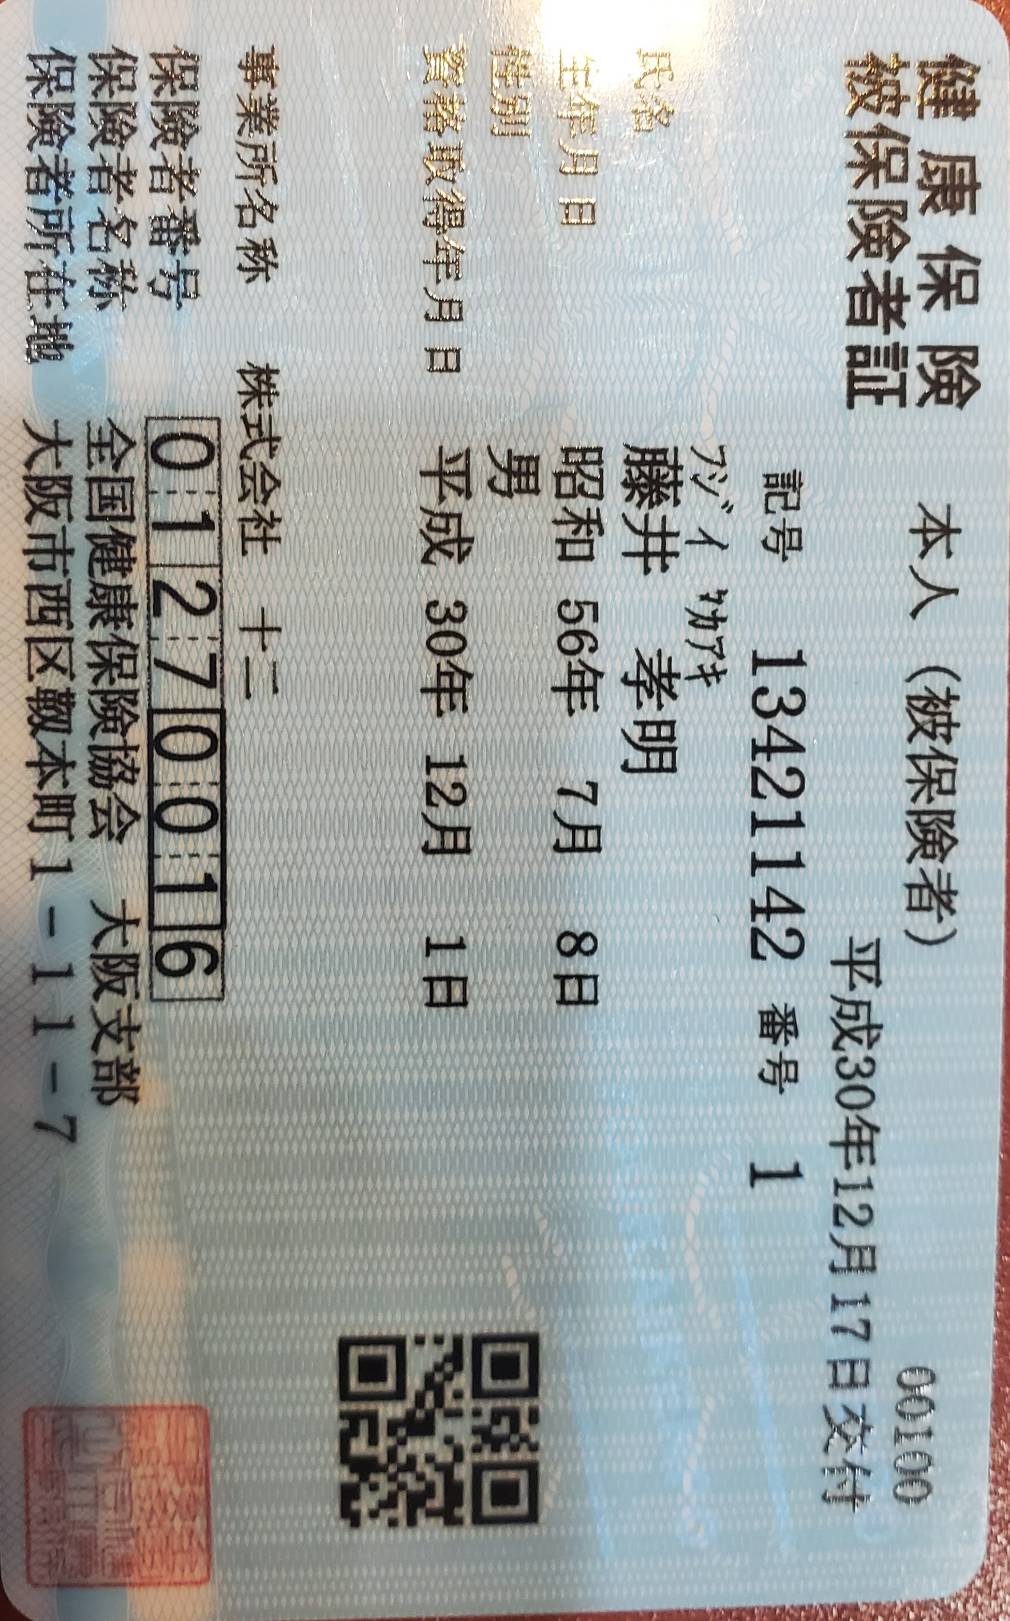 健康保険 本人（被保険者） 00100
被保険者証 平成30年12月17日交付
記号 13421142 番号 1
ﾌｼﾞｲ ﾀｶｱｷ
氏名 藤井 孝明
生年月日 昭和 56年 7月 8日
性別 男
資格取得年月日 平成 30年 12月 1日
事業所名称 株式会社 十二
保険者番号 01270016
保険者名称 全国健康保険協会 大阪支部
保険者所在地 大阪市西区靱本町1-11-7